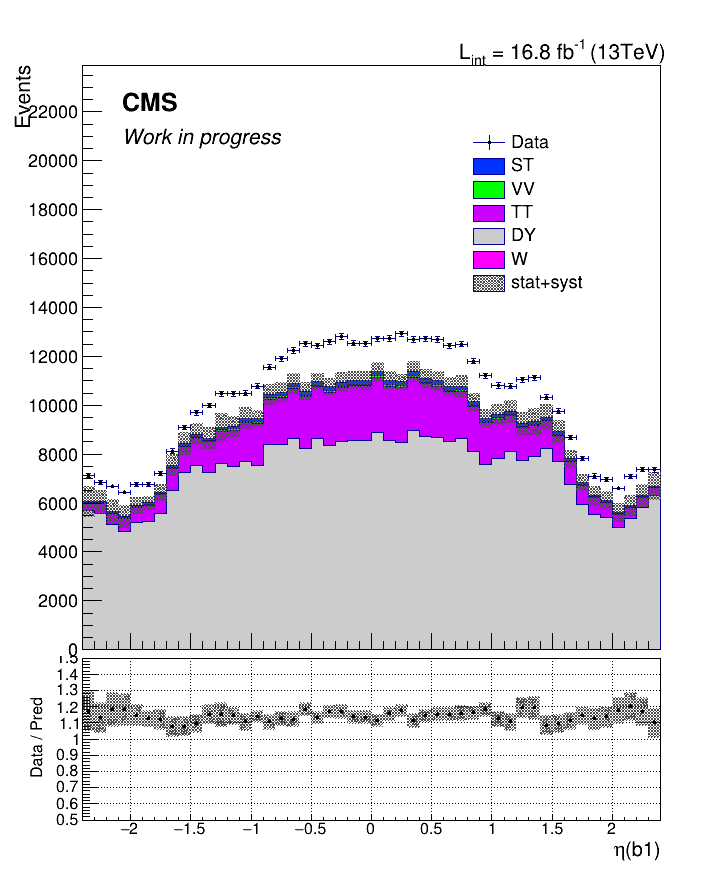 L_int = 16.8 fb^-1 (13TeV)
Events
CMS
Work in progress
22000
20000
18000
16000
14000
12000
10000
8000
6000
4000
2000
0
Data
ST
VV
TT
DY
W
stat+syst
Data / Pred
1.5
1.4
1.3
1.2
1.1
1
0.9
0.8
0.7
0.6
0.5
−2 −1.5 −1 −0.5 0 0.5 1 1.5 2
η(b1)